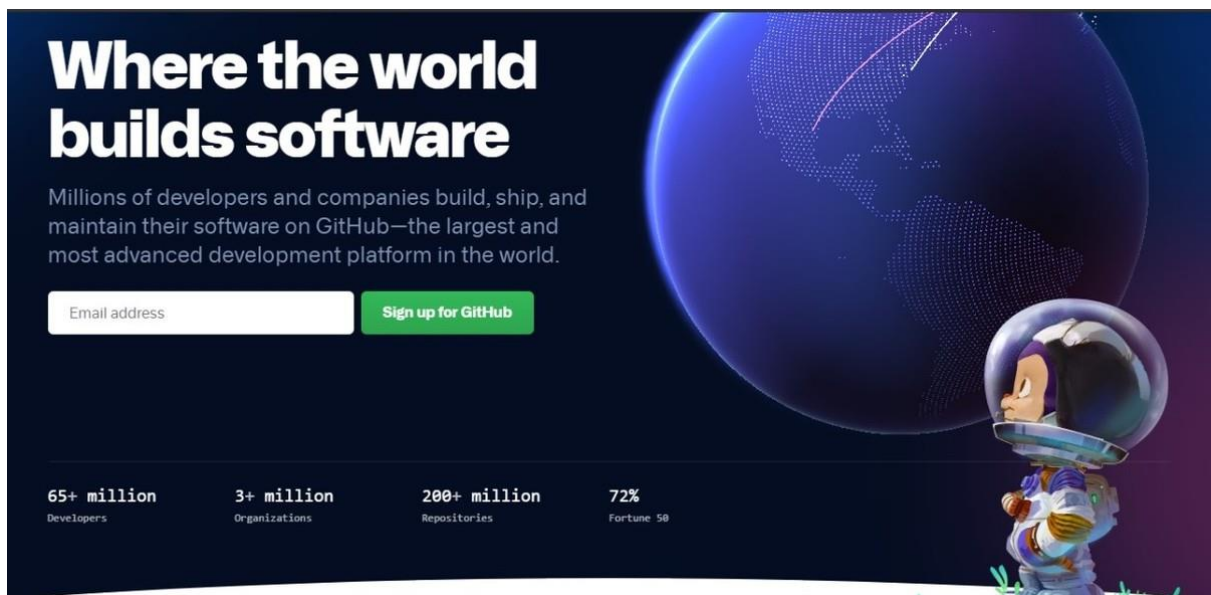 Where the world
builds software
Millions of developers and companies build, ship, and
maintain their software on GitHub—the largest and
most advanced development platform in the world.
Email address
Sign up for GitHub
65+ million
Developers
3+ million
Organizations
200+ million
Repositories
72%
Fortune 50